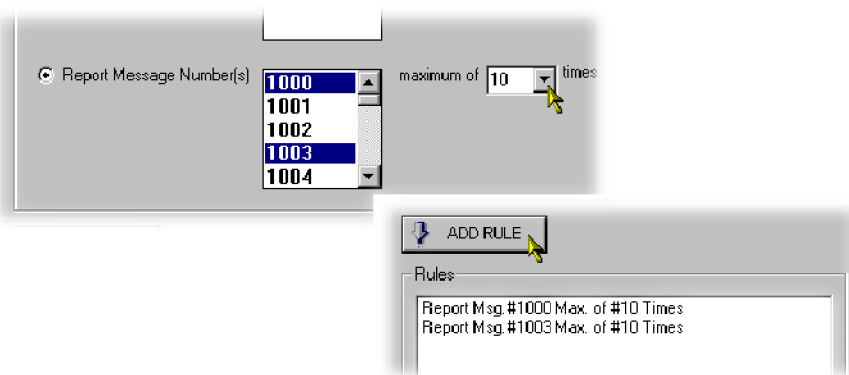 Report Message Number(s)
1000
1001
1002
1003
1004
maximum of 10 times
ADD RULE
Rules
Report Msg.#1000 Max. of #10 Times
Report Msg.#1003 Max. of #10 Times